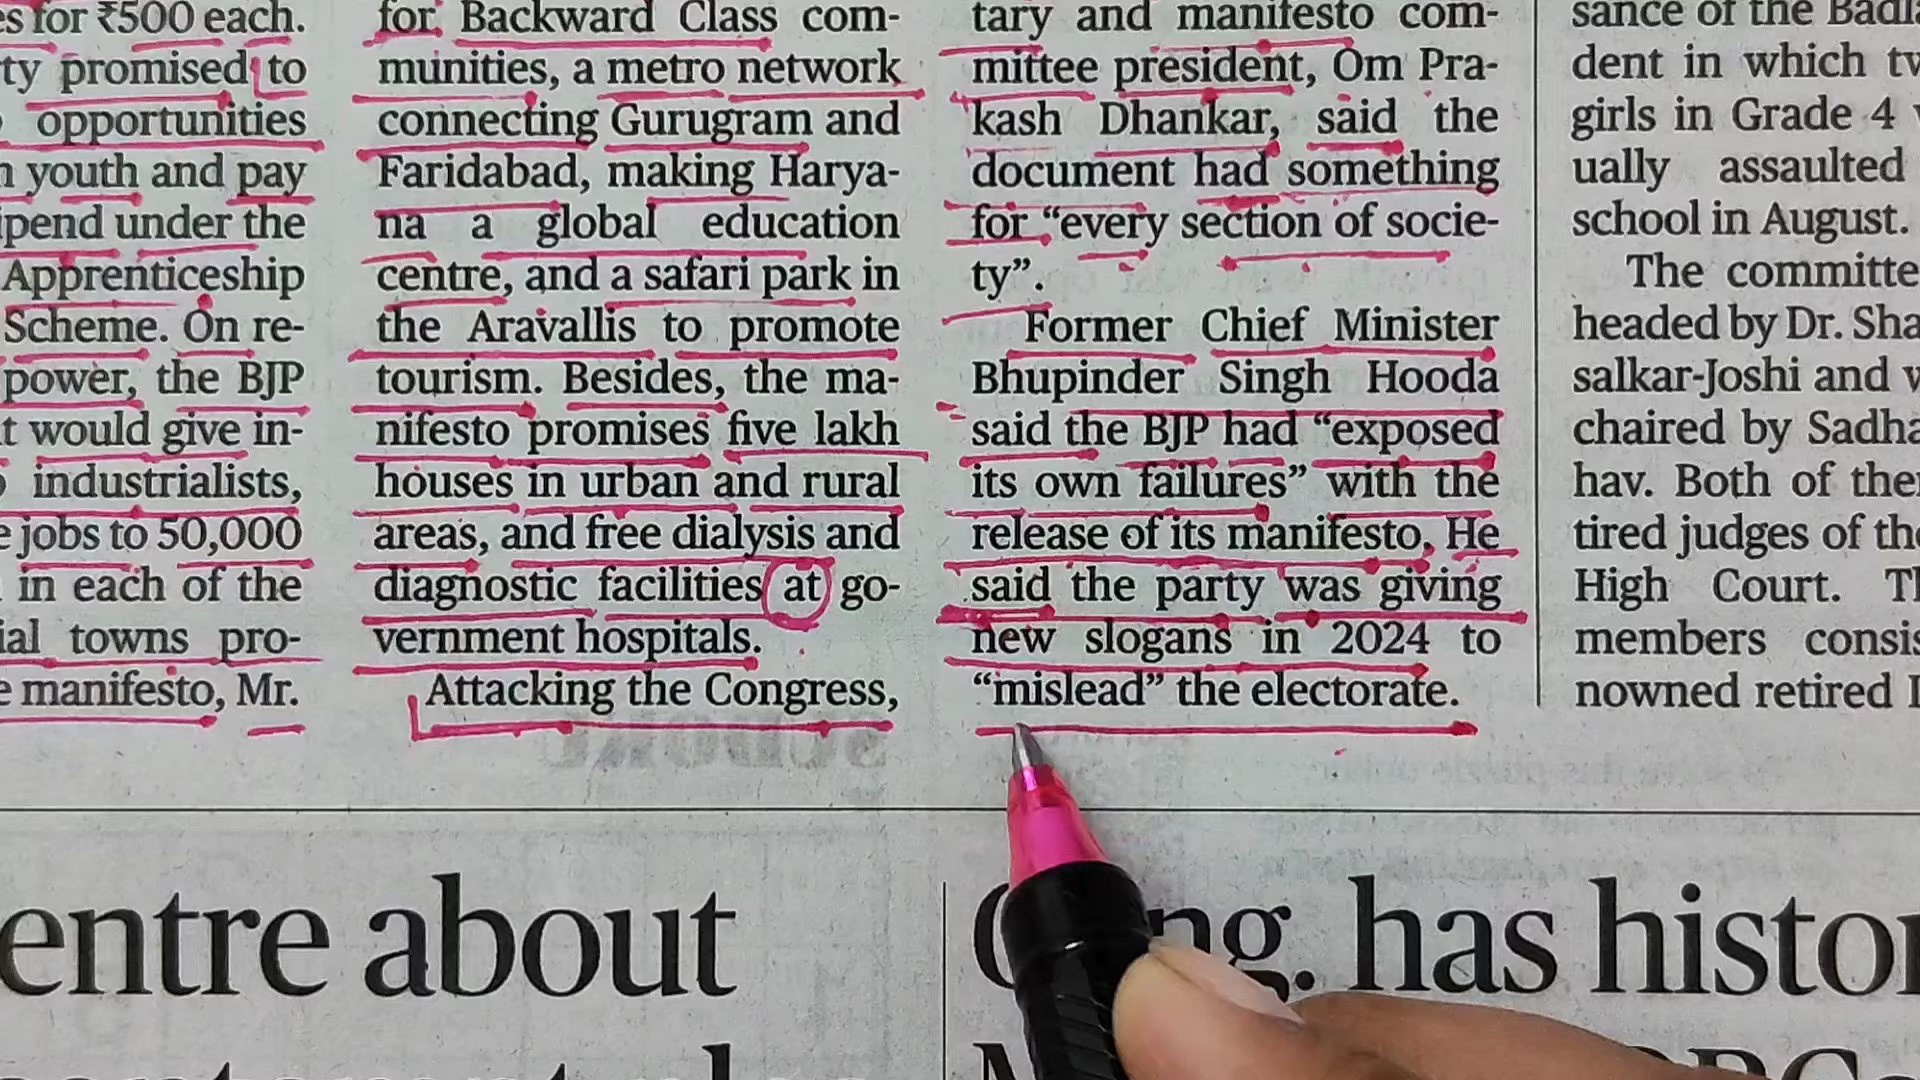 s for ₹500 each.
ty promised to
opportunities
youth and pay
ipend under the
Apprenticeship
Scheme. On re-
power, the BJP
t would give in-
industrialists,
e jobs to 50,000
in each of the
ial towns pro-
e manifesto, Mr.
for Backward Class com-
munities, a metro network
connecting Gurugram and
Faridabad, making Harya-
na a global education
centre, and a safari park in
the Aravallis to promote
tourism. Besides, the ma-
nifesto promises five lakh
houses in urban and rural
areas, and free dialysis and
diagnostic facilities at go-
vernment hospitals.
Attacking the Congress,
tary and manifesto com-
mittee president, Om Pra-
kash Dhankar, said the
document had something
for “every section of socie-
ty”.
Former Chief Minister
Bhupinder Singh Hooda
said the BJP had “exposed
its own failures” with the
release of its manifesto. He
said the party was giving
new slogans in 2024 to
“mislead” the electorate.
sance of the Badla
dent in which tw
girls in Grade 4
ually assaulted
school in August.
The committe
headed by Dr. Sha
salkar-Joshi and
chaired by Sadha
hav. Both of the
tired judges of the
High Court. Th
members consis
nowned retired I
entre about
ng. has histor